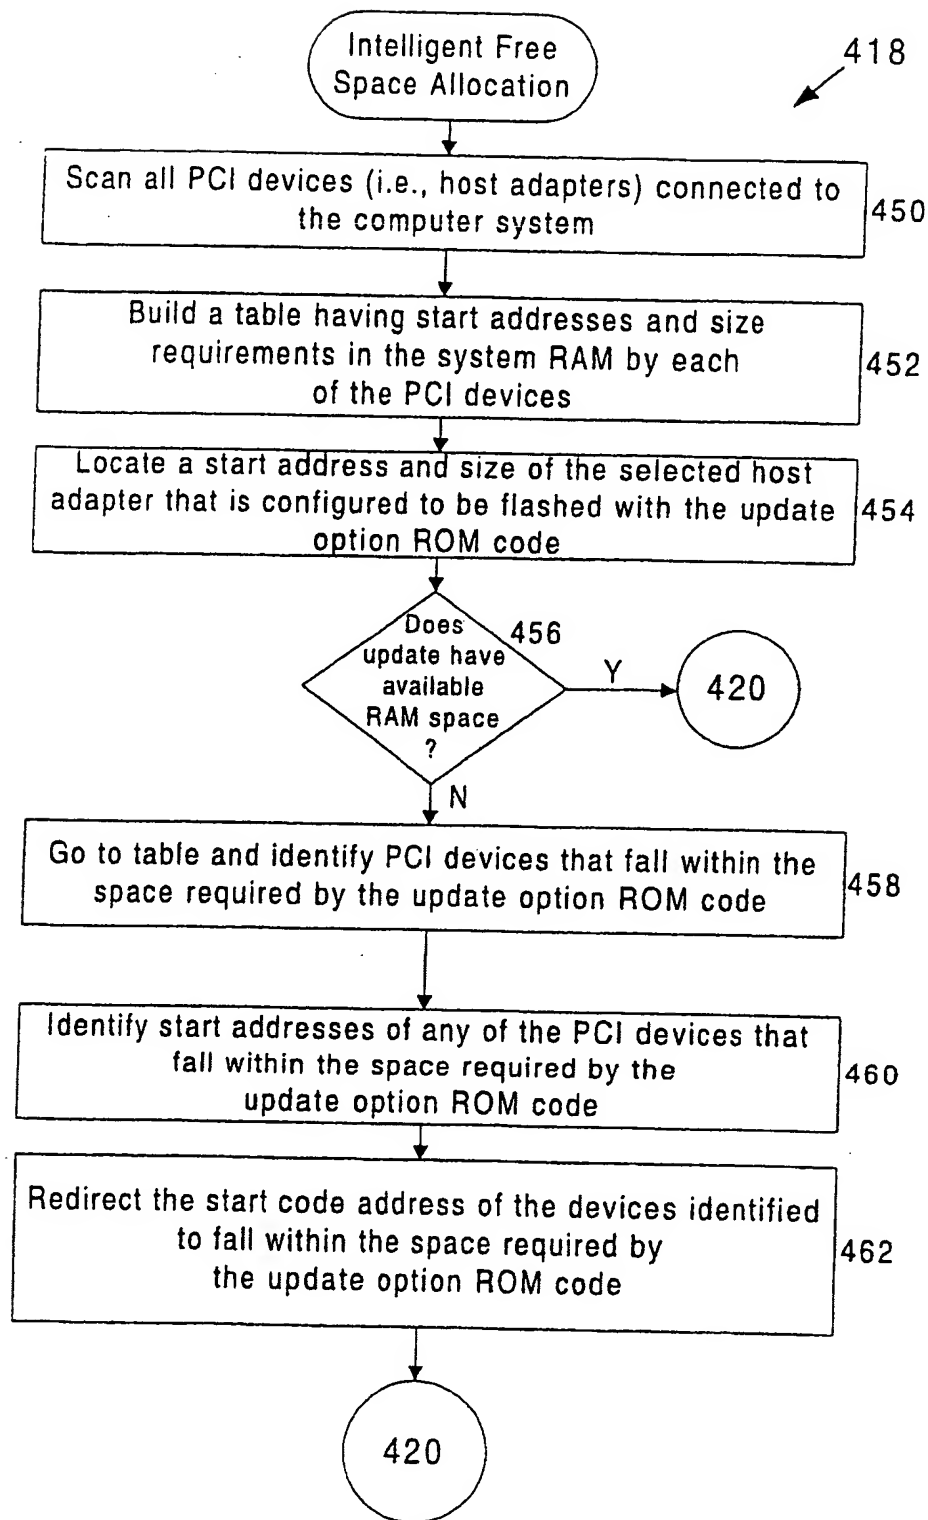 Intelligent Free
Space Allocation
418
Scan all PCI devices (i.e., host adapters) connected to
the computer system
450
Build a table having start addresses and size
requirements in the system RAM by each
of the PCI devices
452
Locate a start address and size of the selected host
adapter that is configured to be flashed with the update
option ROM code
454
Does
update have
available
RAM space
?
456
Y
420
N
Go to table and identify PCI devices that fall within the
space required by the update option ROM code
458
Identify start addresses of any of the PCI devices that
fall within the space required by the
update option ROM code
460
Redirect the start code address of the devices identified
to fall within the space required by
the update option ROM code
462
420